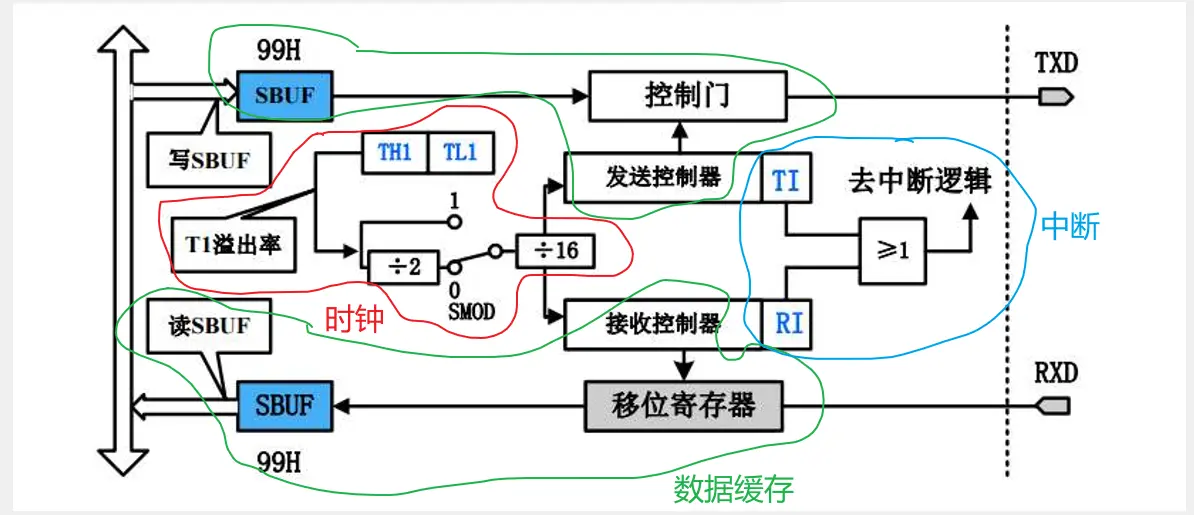 99H
TXD
SBUF
控制门
写SBUF
TH1 TL1
发送控制器
TI
去中断逻辑
中断
1
T1溢出率
÷2
÷16
≥1
0
SMOD
读SBUF
时钟
接收控制器
RI
RXD
SBUF
移位寄存器
99H
数据缓存